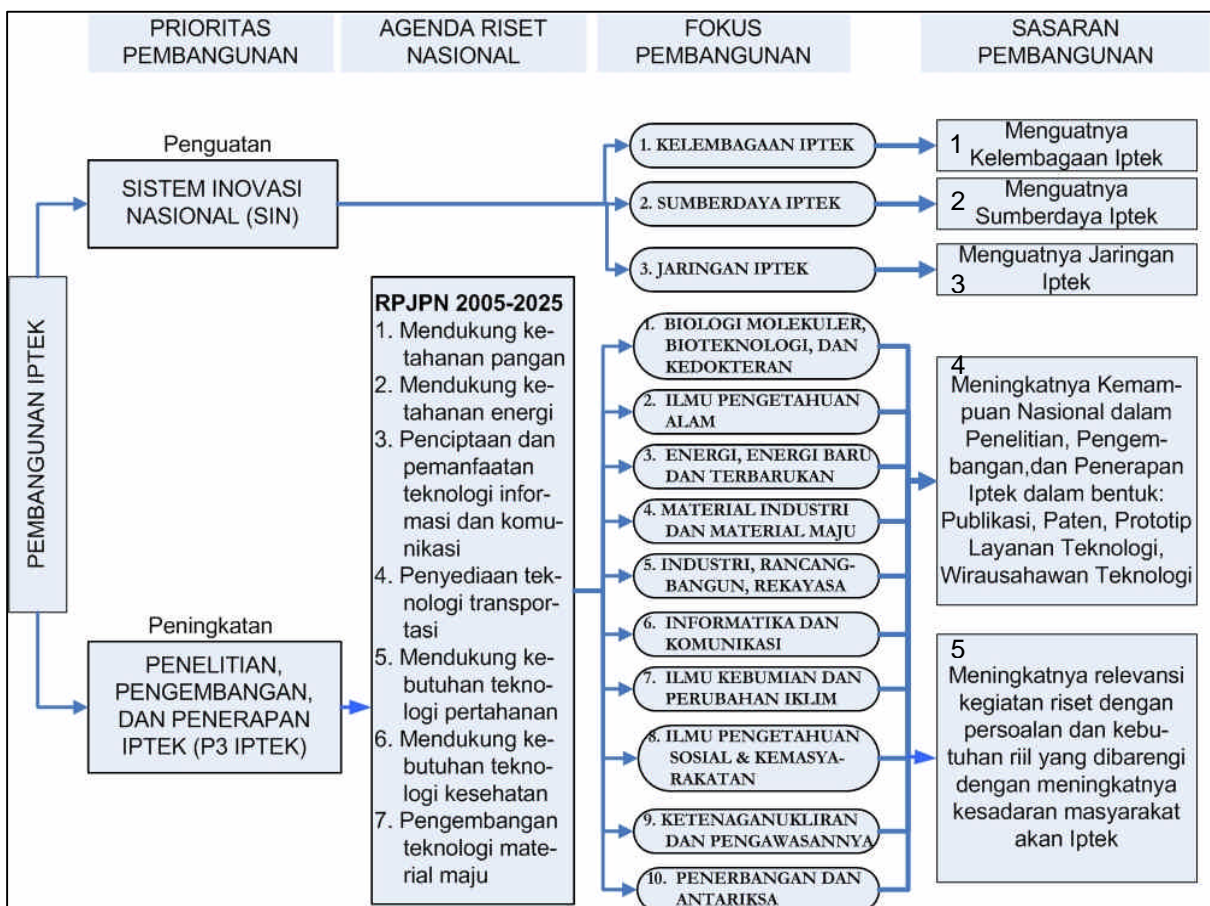 PRIORITAS
PEMBANGUNAN
AGENDA RISET
NASIONAL
FOKUS
PEMBANGUNAN
SASARAN
PEMBANGUNAN
PEMBANGUNAN IPTEK
Penguatan
SISTEM INOVASI
NASIONAL (SIN)
1. KELEMBAGAAN IPTEK
2. SUMBERDAYA IPTEK
3. JARINGAN IPTEK
1 Menguatnya
Kelembagaan Iptek
2 Menguatnya
Sumberdaya Iptek
Menguatnya Jaringan
3 Iptek
Peningkatan
PENELITIAN,
PENGEMBANGAN,
DAN PENERAPAN
IPTEK (P3 IPTEK)
RPJPN 2005-2025
1. Mendukung ke-
tahanan pangan
2. Mendukung ke-
tahanan energi
3. Penciptaan dan
pemanfaatan
teknologi infor-
masi dan komu-
nikasi
4. Penyediaan tek-
nologi transpor-
tasi
5. Mendukung ke-
butuhan tekno-
logi pertahanan
6. Mendukung ke-
butuhan tekno-
logi kesehatan
7. Pengembangan
teknologi mate-
rial maju
1. BIOLOGI MOLEKULER,
BIOTEKNOLOGI, DAN
KEDOKTERAN
2. ILMU PENGETAHUAN
ALAM
3. ENERGI, ENERGI BARU
DAN TERBARUKAN
4. MATERIAL INDUSTRI
DAN MATERIAL MAJU
5. INDUSTRI, RANCANG-
BANGUN, REKAYASA
6. INFORMATIKA DAN
KOMUNIKASI
7. ILMU KEBUMIAN DAN
PERUBAHAN IKLIM
8. ILMU PENGETAHUAN
SOSIAL & KEMASYA-
RAKATAN
9. KETENAGANUKLIRAN
DAN PENGAWASANNYA
10. PENERBANGAN DAN
ANTARIKSA
4
Meningkatnya Kemam-
puan Nasional dalam
Penelitian, Pengem-
bangan,dan Penerapan
Iptek dalam bentuk:
Publikasi, Paten, Prototip
Layanan Teknologi,
Wirausahawan Teknologi
5
Meningkatnya relevansi
kegiatan riset dengan
persoalan dan kebu-
tuhan riil yang dibarengi
dengan meningkatnya
kesadaran masyarakat
akan Iptek